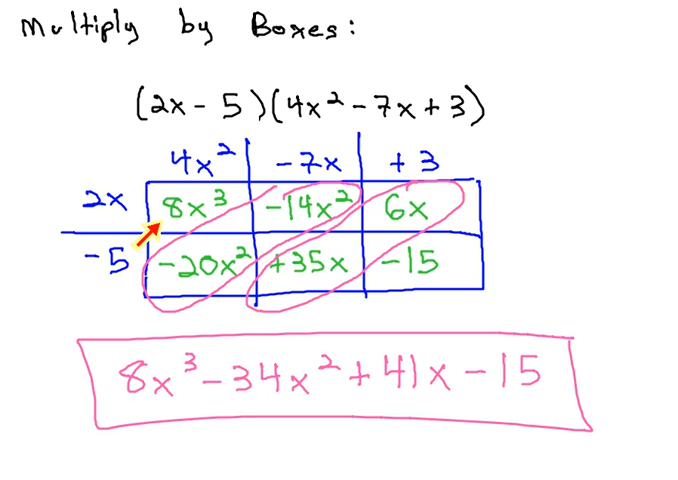 Multiply by Boxes:
(2x - 5)(4x² - 7x + 3)
4x² - 7x + 3
2x 8x³ -14x² 6x
-5 -20x² +35x -15
8x³ - 34x² + 41x - 15